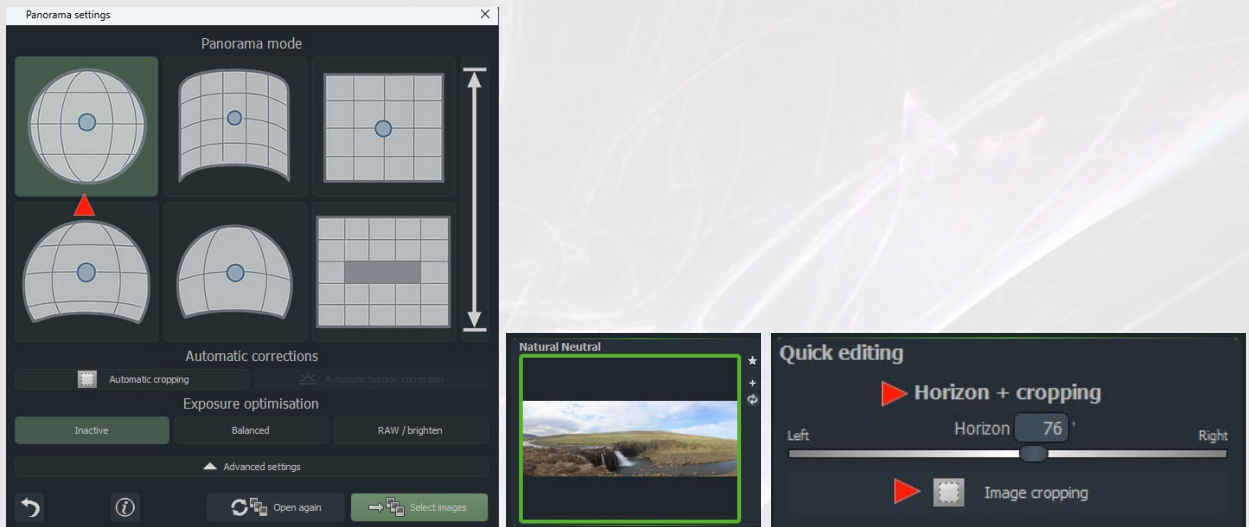 Panorama settings
Panorama mode
Automatic corrections
Automatic cropping
Automatic horizon correction
Exposure optimisation
Inactive
Balanced
RAW / brighten
Advanced settings
Open again
Select images
Natural Neutral
Quick editing
Horizon + cropping
Left
Horizon 76 °
Right
Image cropping